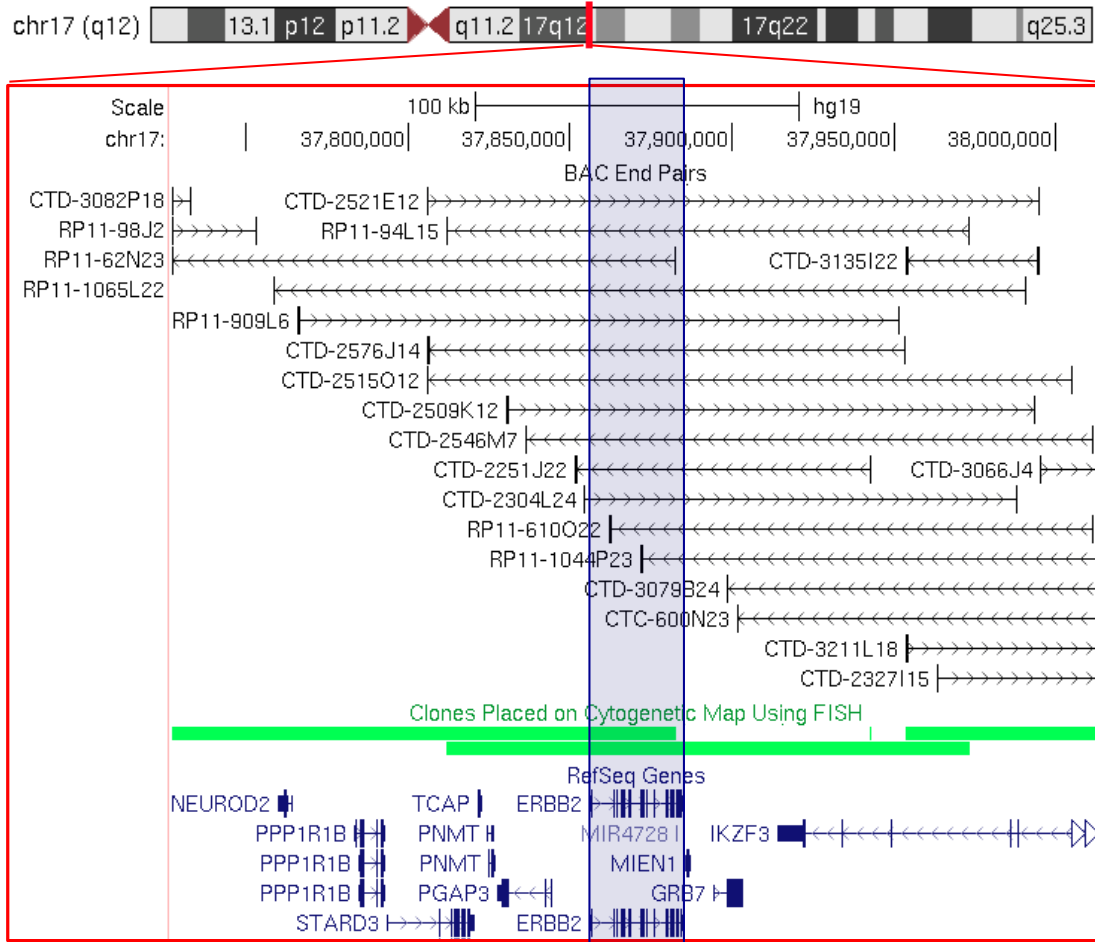 chr17 (q12) 13.1 p12 p11.2 q11.2 17q12 17q22 q25.3
Scale 100 kb hg19
chr17: 37,800,000 37,850,000 37,900,000 37,950,000 38,000,000
BAC End Pairs
CTD-3082P18 CTD-2521E12
RP11-98J2 RP11-94L15
RP11-62N23 CTD-3135I22
RP11-1065L22
RP11-909L6
CTD-2576J14
CTD-2515O12
CTD-2509K12
CTD-2546M7
CTD-2251J22 CTD-3066J4
CTD-2304L24
RP11-610O22
RP11-1044P23
CTD-3079B24
CTC-600N23
CTD-3211L18
CTD-2327I15
Clones Placed on Cytogenetic Map Using FISH
RefSeq Genes
NEUROD2 TCAP ERBB2
PPP1R1B PNMT MIR4728 IKZF3
PPP1R1B PNMT MIEN1
PPP1R1B PGAP3 GRB7
STARD3 ERBB2